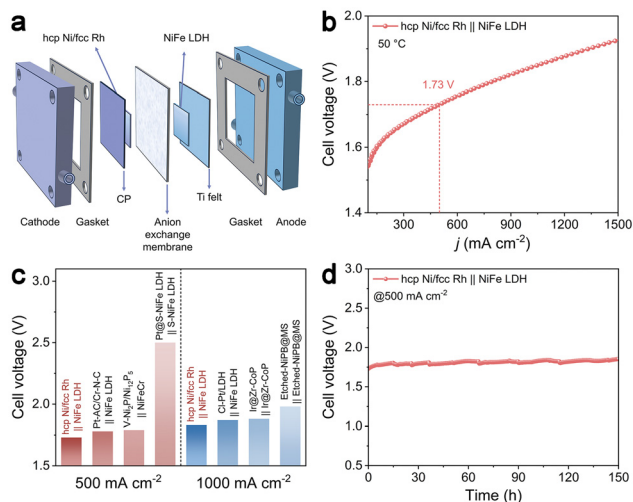 a
hcp Ni/fcc Rh
NiFe LDH
CP
Ti felt
Cathode
Gasket
Anion
exchange
membrane
Gasket
Anode
b
hcp Ni/fcc Rh || NiFe LDH
50 °C
1.73 V
Cell voltage (V)
2.0
1.8
1.6
1.4
300
600
900
1200
1500
j (mA cm⁻²)
c
Cell voltage (V)
3.0
2.5
2.0
1.5
hcp Ni/fcc Rh
|| NiFe LDH
Pt-AC/Cr-N-C
|| NiFe LDH
V-Ni₂P/Ni₁₂P₅
|| NiFeCr
Pt@S-NiFe LDH
|| S-NiFe LDH
hcp Ni/fcc Rh
|| NiFe LDH
Cl-Pt/LDH
|| NiFe LDH
Ir@Zr-CoP
|| Ir@Zr-CoP
Etched-NiPB@MS
|| Etched-NiPB@MS
500 mA cm⁻²
1000 mA cm⁻²
d
hcp Ni/fcc Rh || NiFe LDH
@500 mA cm⁻²
Cell voltage (V)
3.0
2.5
2.0
1.5
1.0
0.5
0.0
0
30
60
90
120
150
Time (h)